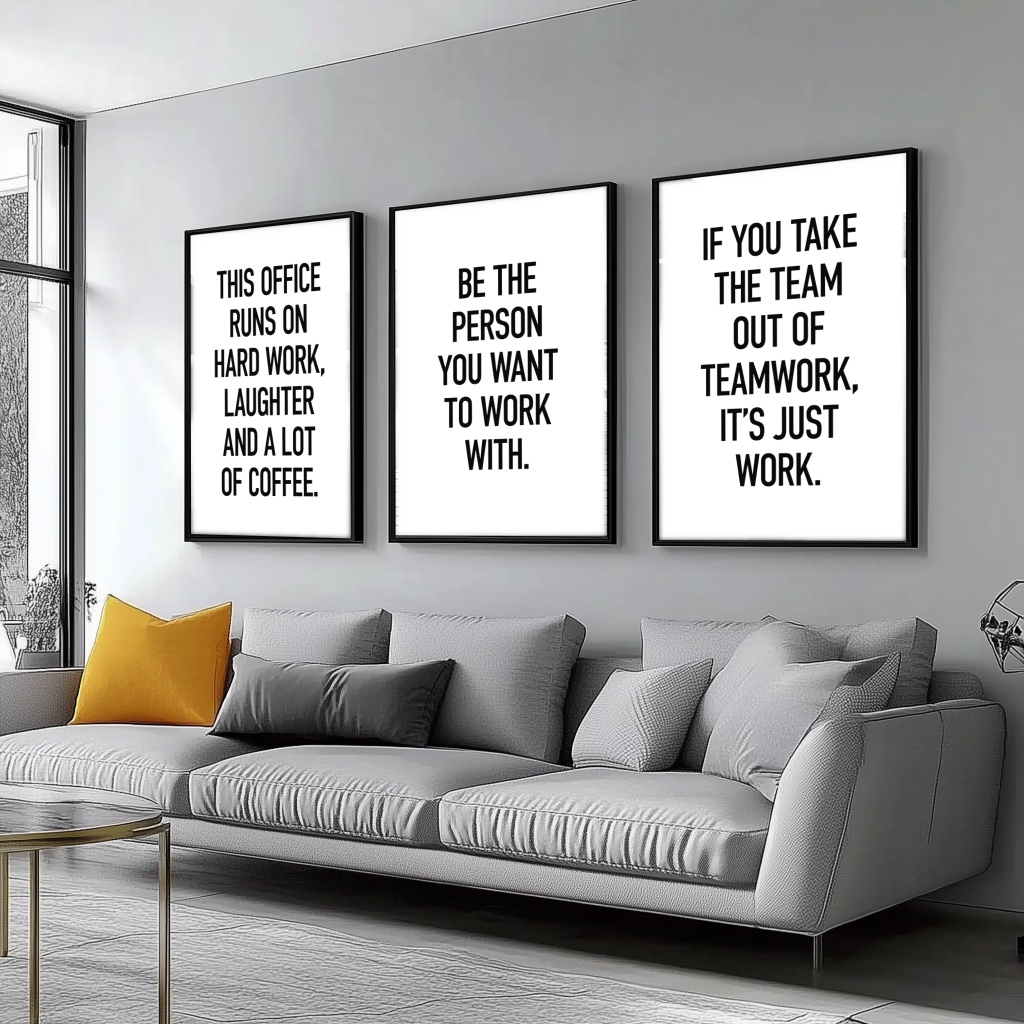 THIS OFFICE
RUNS ON
HARD WORK,
LAUGHTER
AND A LOT
OF COFFEE.
BE THE
PERSON
YOU WANT
TO WORK
WITH.
IF YOU TAKE
THE TEAM
OUT OF
TEAMWORK,
IT'S JUST
WORK.